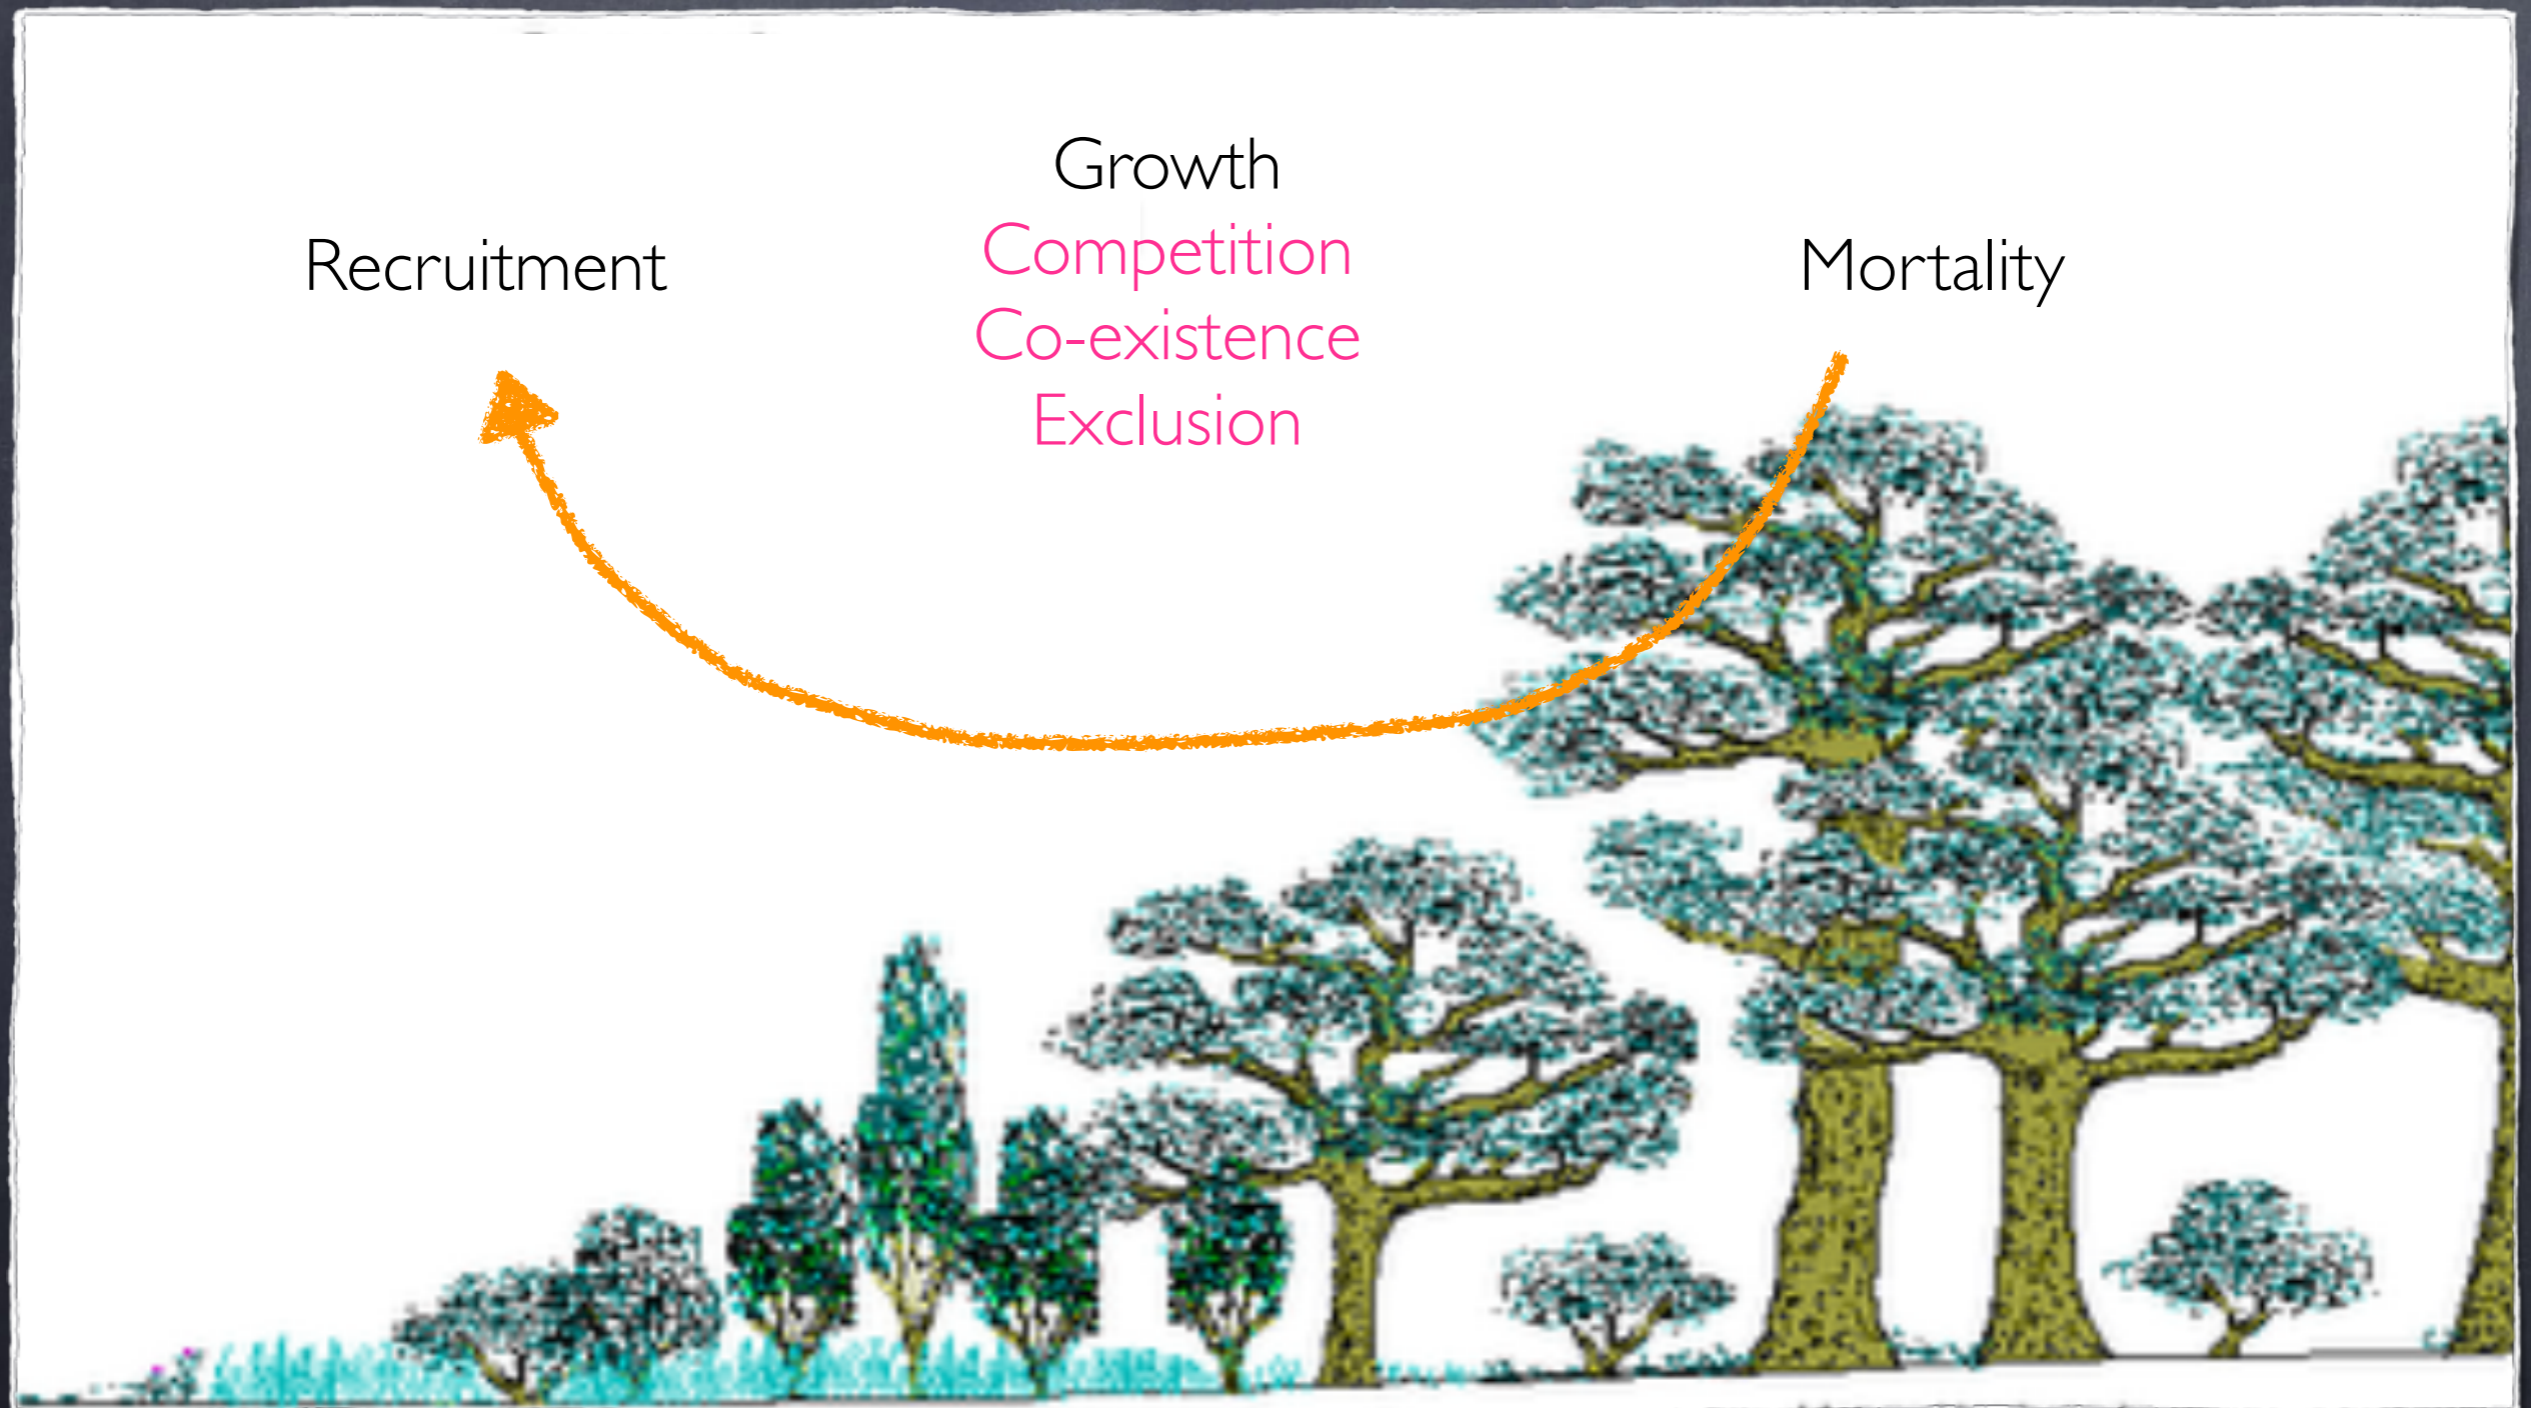 Recruitment
Growth
Competition
Co-existence
Exclusion
Mortality